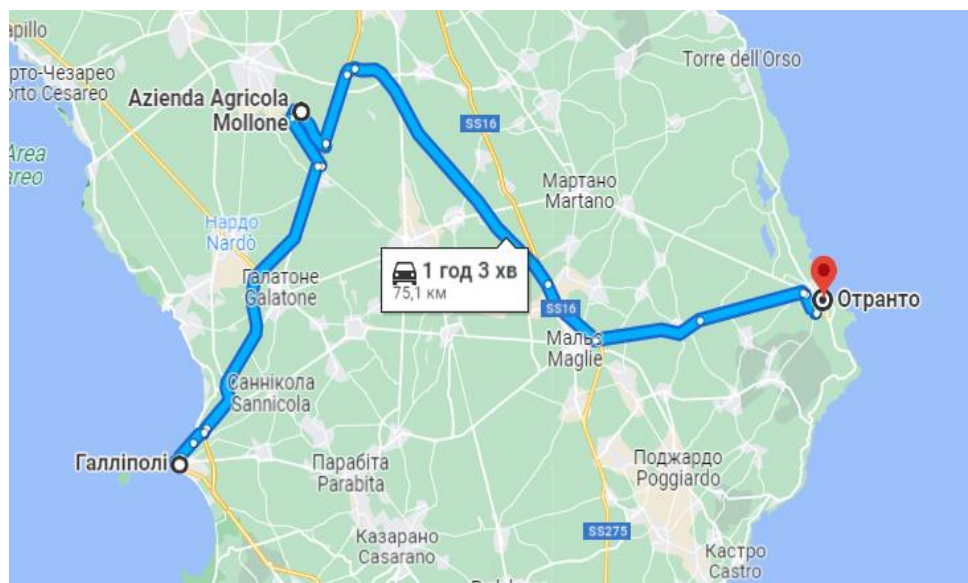 apillo
Torre dell'Orso
рто-Чезарео
orto Cesareo
Azienda Agricola
Mollone
SS16
Area
areo
Мартано
Martano
Нардо
Nardò
1 год 3 хв
75,1 км
Галатоне
Galatone
Отранто
SS16
Мальє
Maglie
Саннікола
Sannicola
Галліполі
Парабіта
Parabita
Поджардо
Poggiardo
SS275
Казарано
Casarano
Кастро
Castro